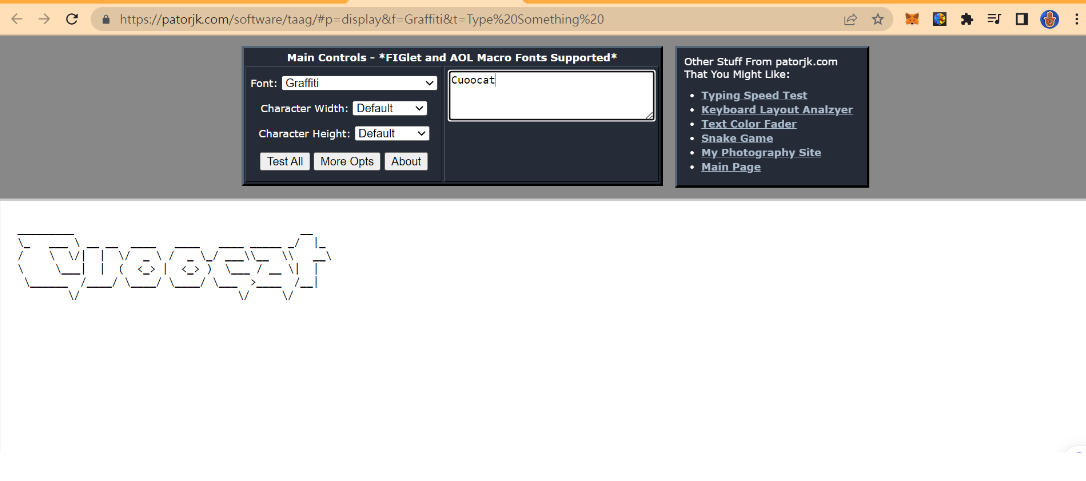 https://patorjk.com/software/taag/#p=display&f=Graffiti&t=Type%20Something%20
Main Controls - *FIGlet and AOL Macro Fonts Supported*
Font: Graffiti
Character Width: Default
Character Height: Default
Test All More Opts About
Cuoocat
Other Stuff From patorjk.com
That You Might Like:
Typing Speed Test
Keyboard Layout Analzyer
Text Color Fader
Snake Game
My Photography Site
Main Page
Cuoocat